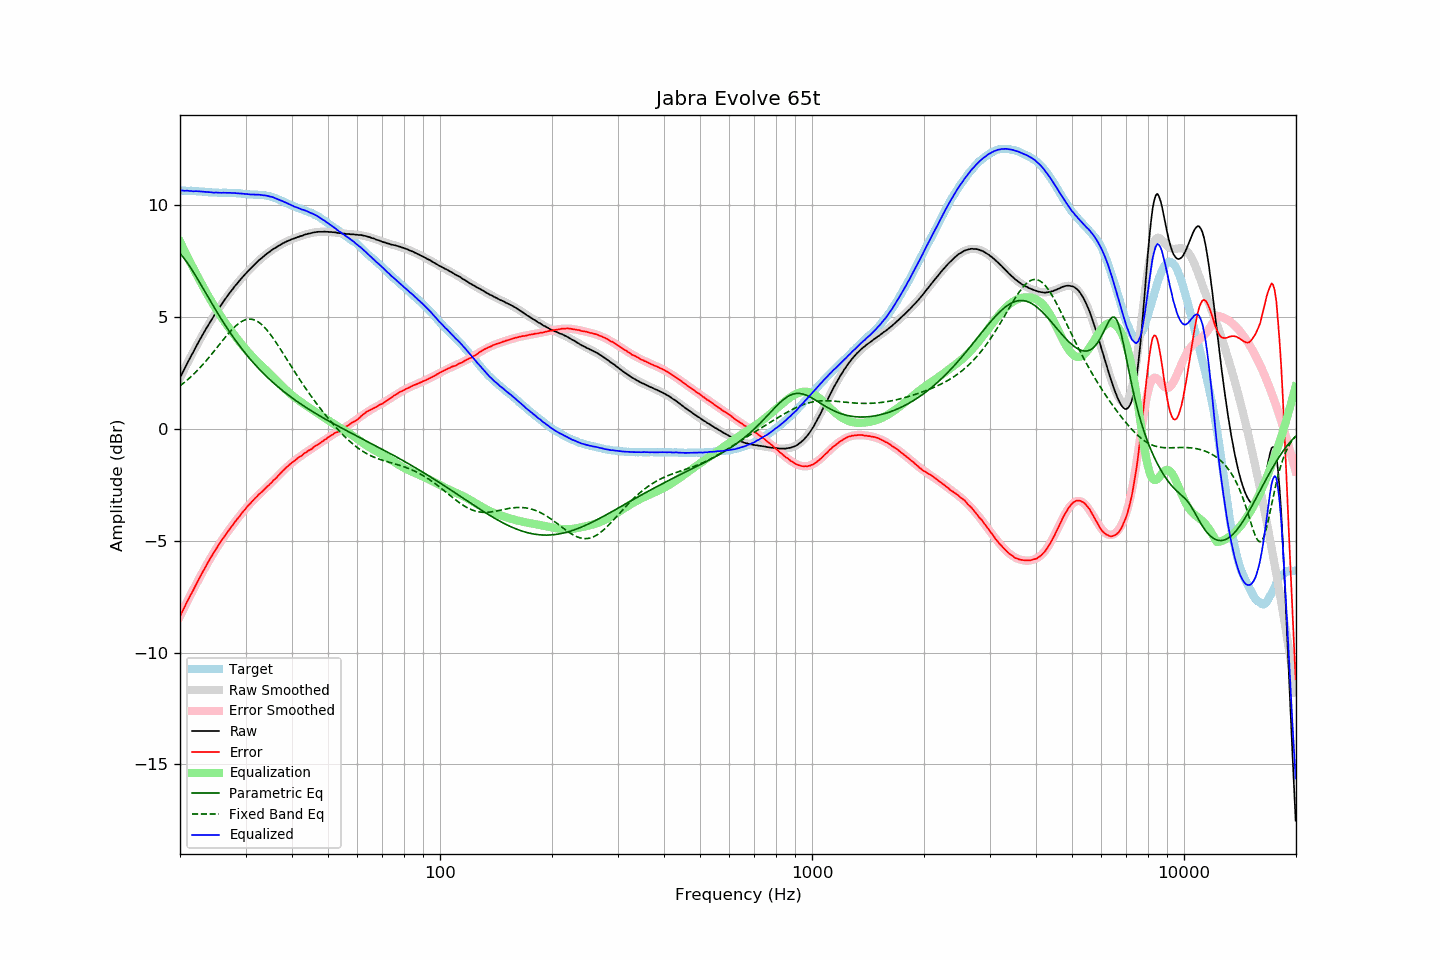 Jabra Evolve 65t
Amplitude (dBr)
10
5
0
−5
−10
−15
Target
Raw Smoothed
Error Smoothed
Raw
Error
Equalization
Parametric Eq
Fixed Band Eq
Equalized
100
1000
10000
Frequency (Hz)